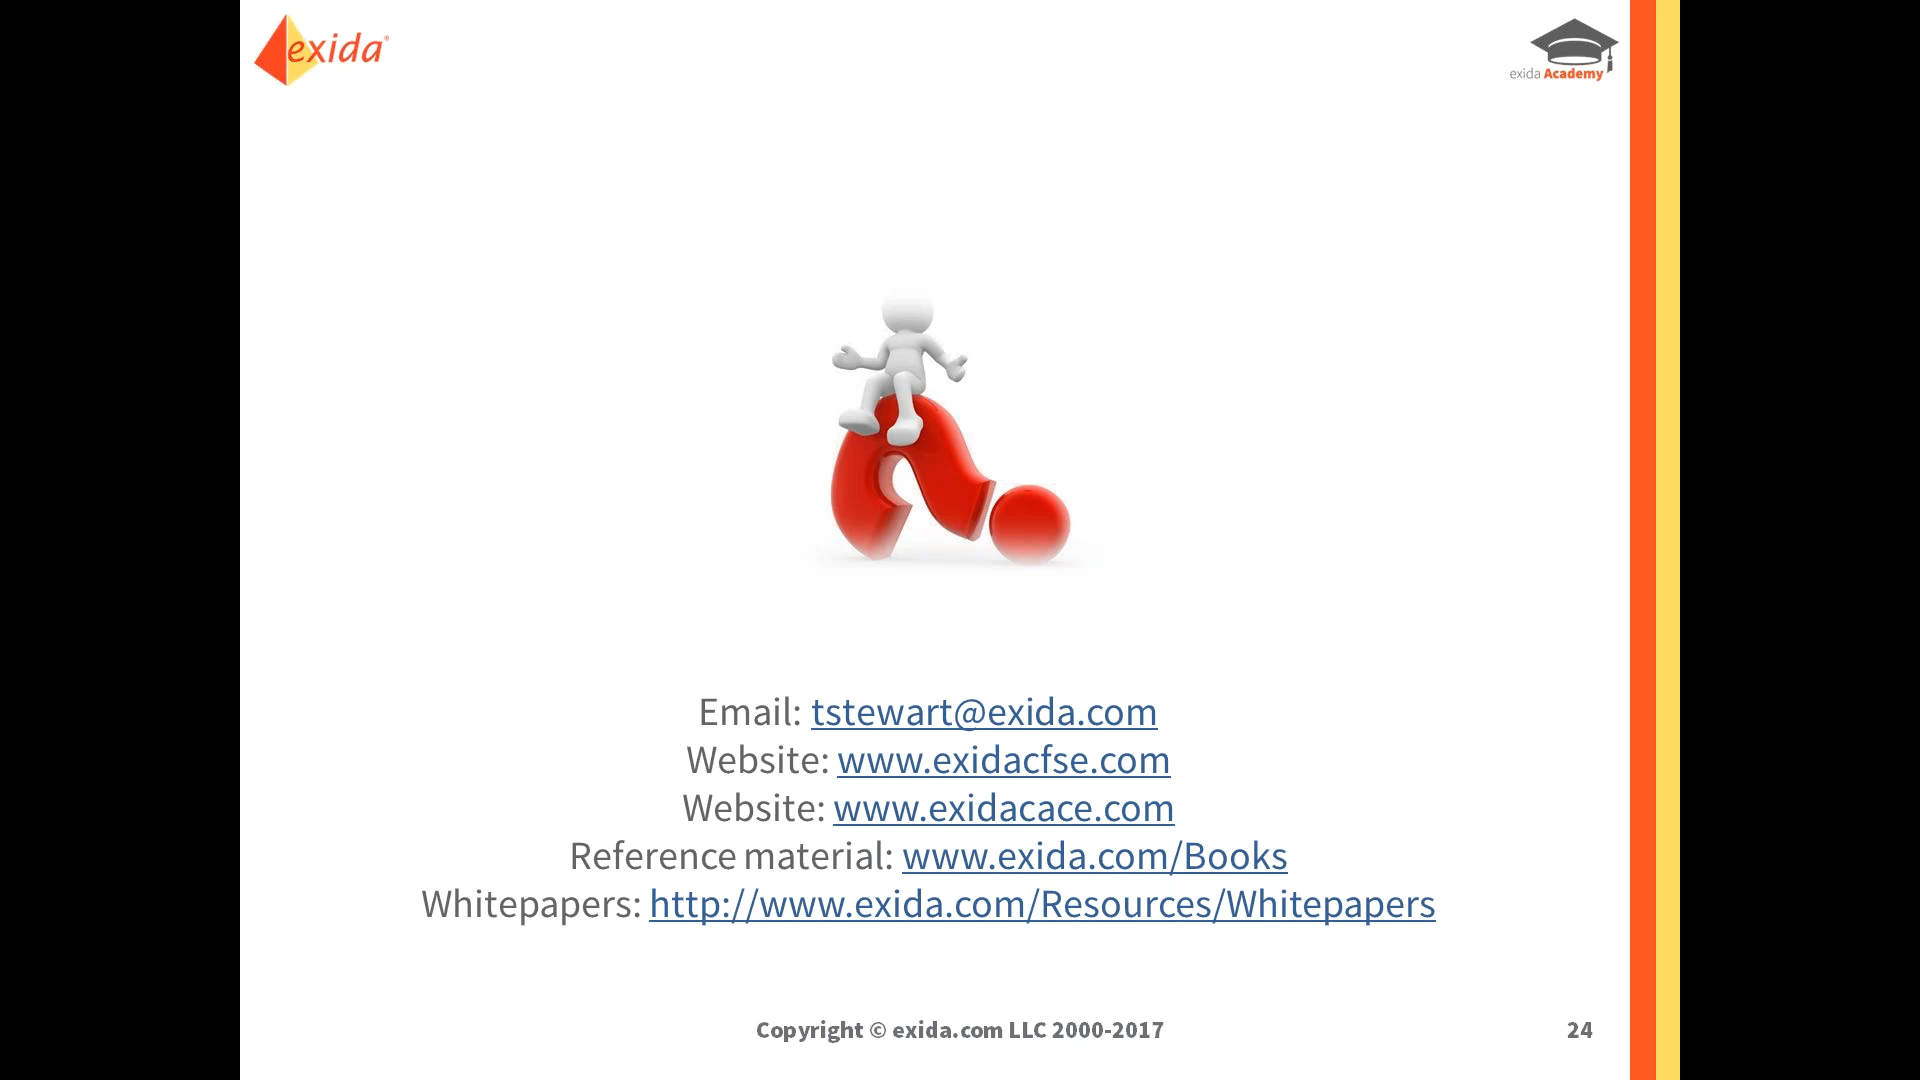 exida®
exida Academy
Email: tstewart@exida.com
Website: www.exidacfse.com
Website: www.exidacace.com
Reference material: www.exida.com/Books
Whitepapers: http://www.exida.com/Resources/Whitepapers
Copyright © exida.com LLC 2000-2017
24